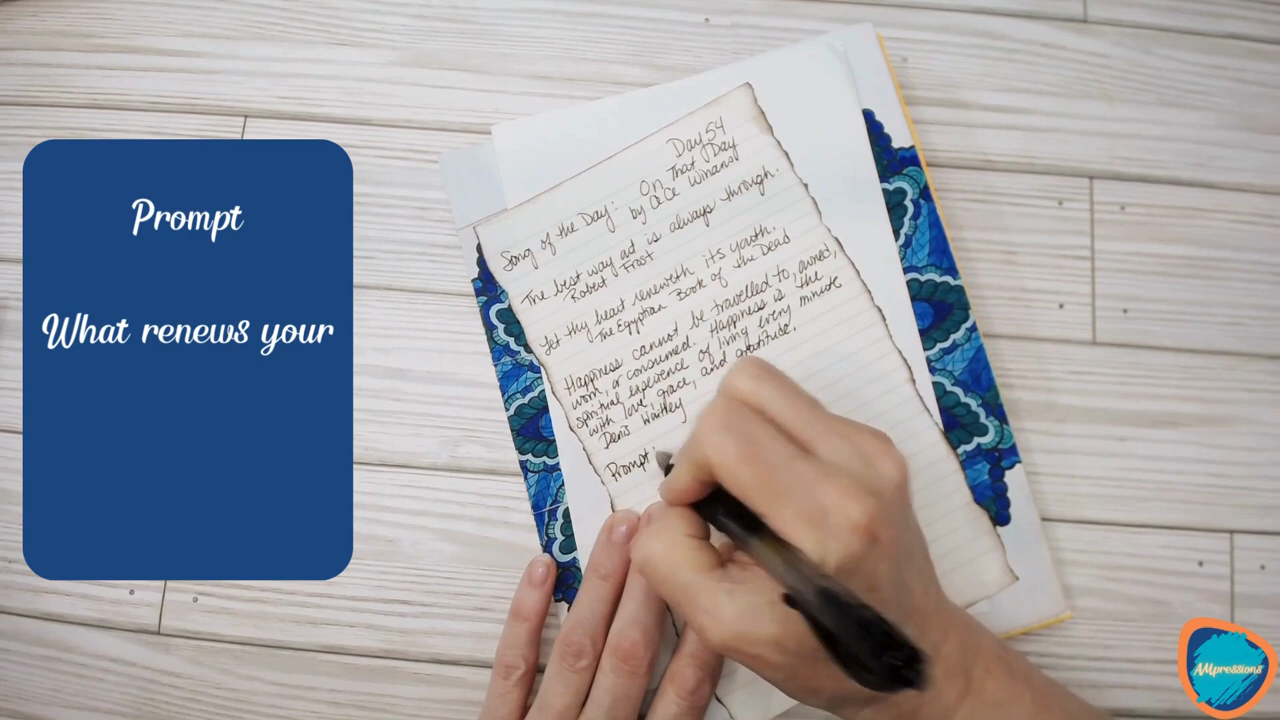 Prompt
What renews your
Day 54
Song of the Day: On That Day
by CeCe Winans
The best way out is always through.
Robert Frost
Let thy heart reneweth its youth.
The Egyptian Book of the Dead
Happiness cannot be travelled to, owned,
worn, or consumed. Happiness is the
spiritual experience of living every minute
with love, grace, and gratitude.
Denis Waitley
Prompt:
AMpressions